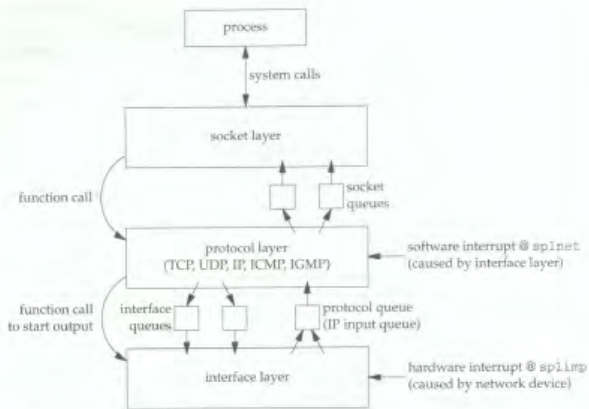 process
system calls
socket layer
function call
socket
queues
protocol layer
(TCP, UDP, IP, ICMP, IGMP)
software interrupt @ splnet
(caused by interface layer)
function call
to start output
interface
queues
protocol queue
(IP input queue)
interface layer
hardware interrupt @ splimp
(caused by network device)